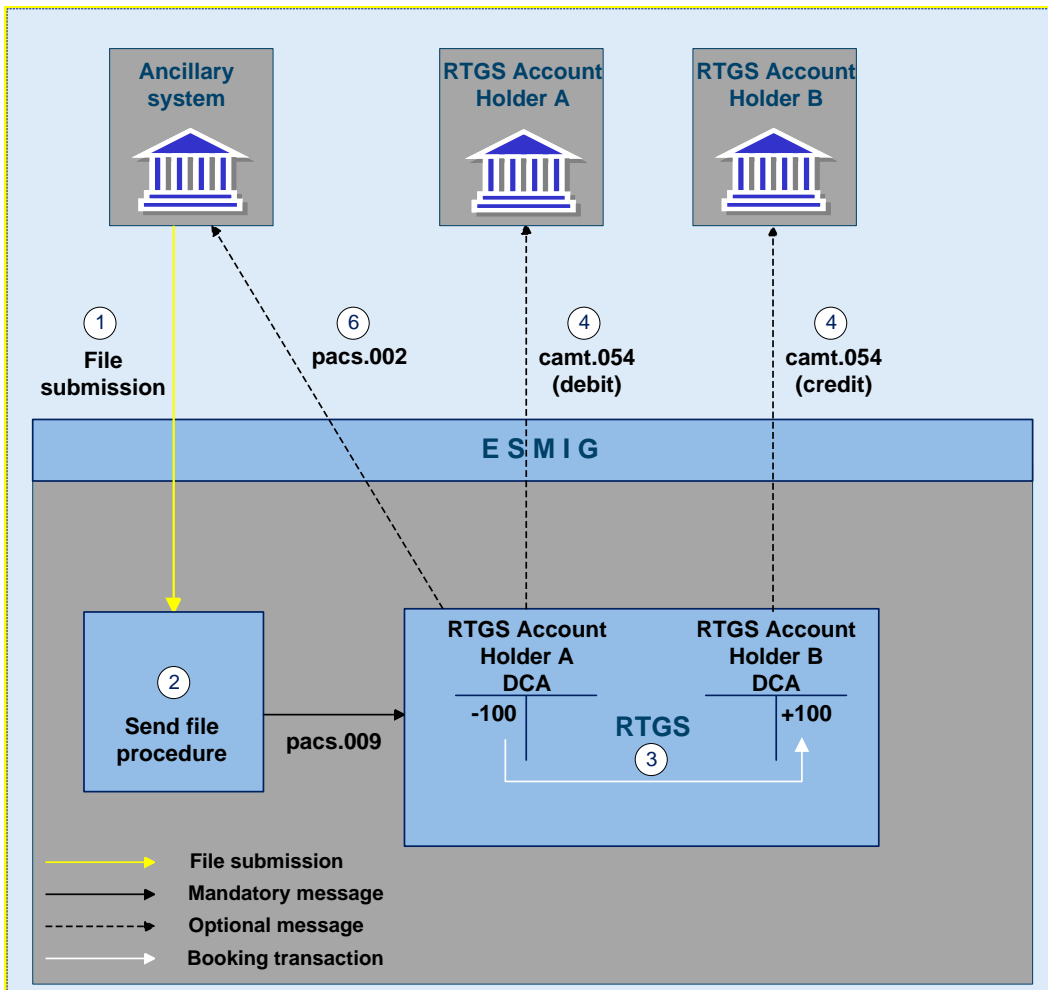 Ancillary
system
RTGS Account
Holder A
RTGS Account
Holder B
1
File
submission
6
pacs.002
4
camt.054
(debit)
4
camt.054
(credit)
E S M I G
2
Send file
procedure
pacs.009
RTGS Account
Holder A
DCA
-100
RTGS Account
Holder B
DCA
+100
RTGS
3
File submission
Mandatory message
Optional message
Booking transaction